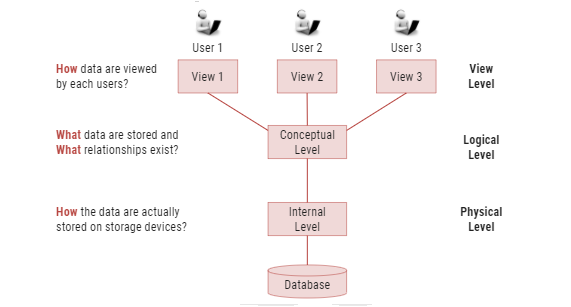 User 1
User 2
User 3
How data are viewed
by each users?
View 1
View 2
View 3
View
Level
What data are stored and
What relationships exist?
Conceptual
Level
Logical
Level
How the data are actually
stored on storage devices?
Internal
Level
Physical
Level
Database